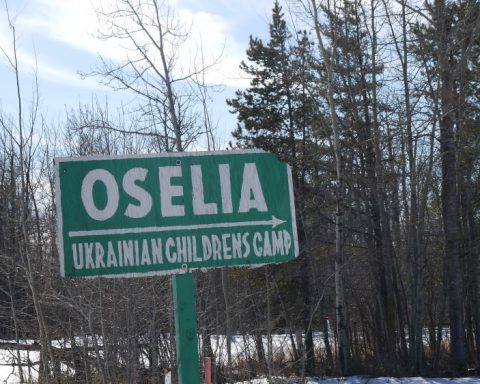 OSELIA
UKRAINIAN CHILDRENS CAMP